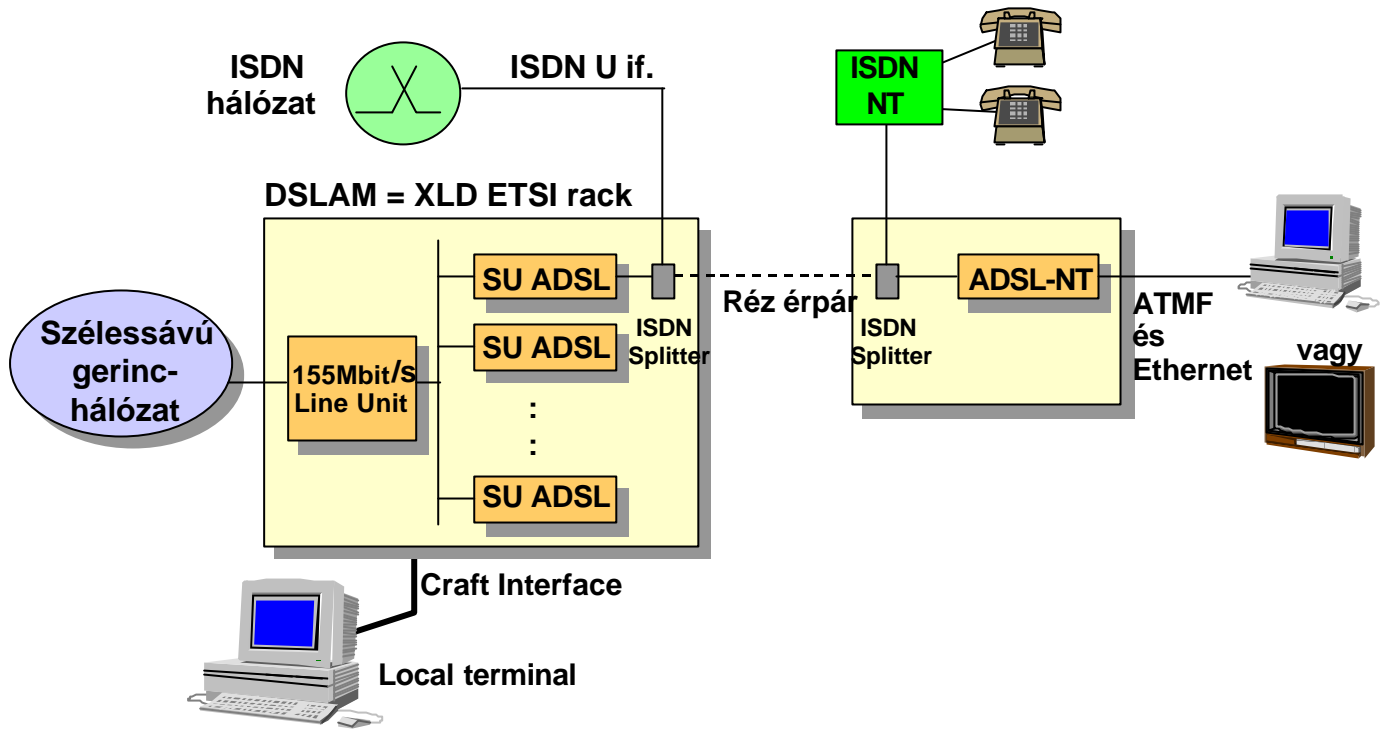 ISDN
hálózat
ISDN U if.
ISDN
NT
DSLAM = XLD ETSI rack
SU ADSL
SU ADSL
:
:
SU ADSL
ISDN
Splitter
Réz érpár
ISDN
Splitter
ADSL-NT
ATMF
és
Ethernet
vagy
Szélessávú
gerinc-
hálózat
155Mbit/s
Line Unit
Craft Interface
Local terminal